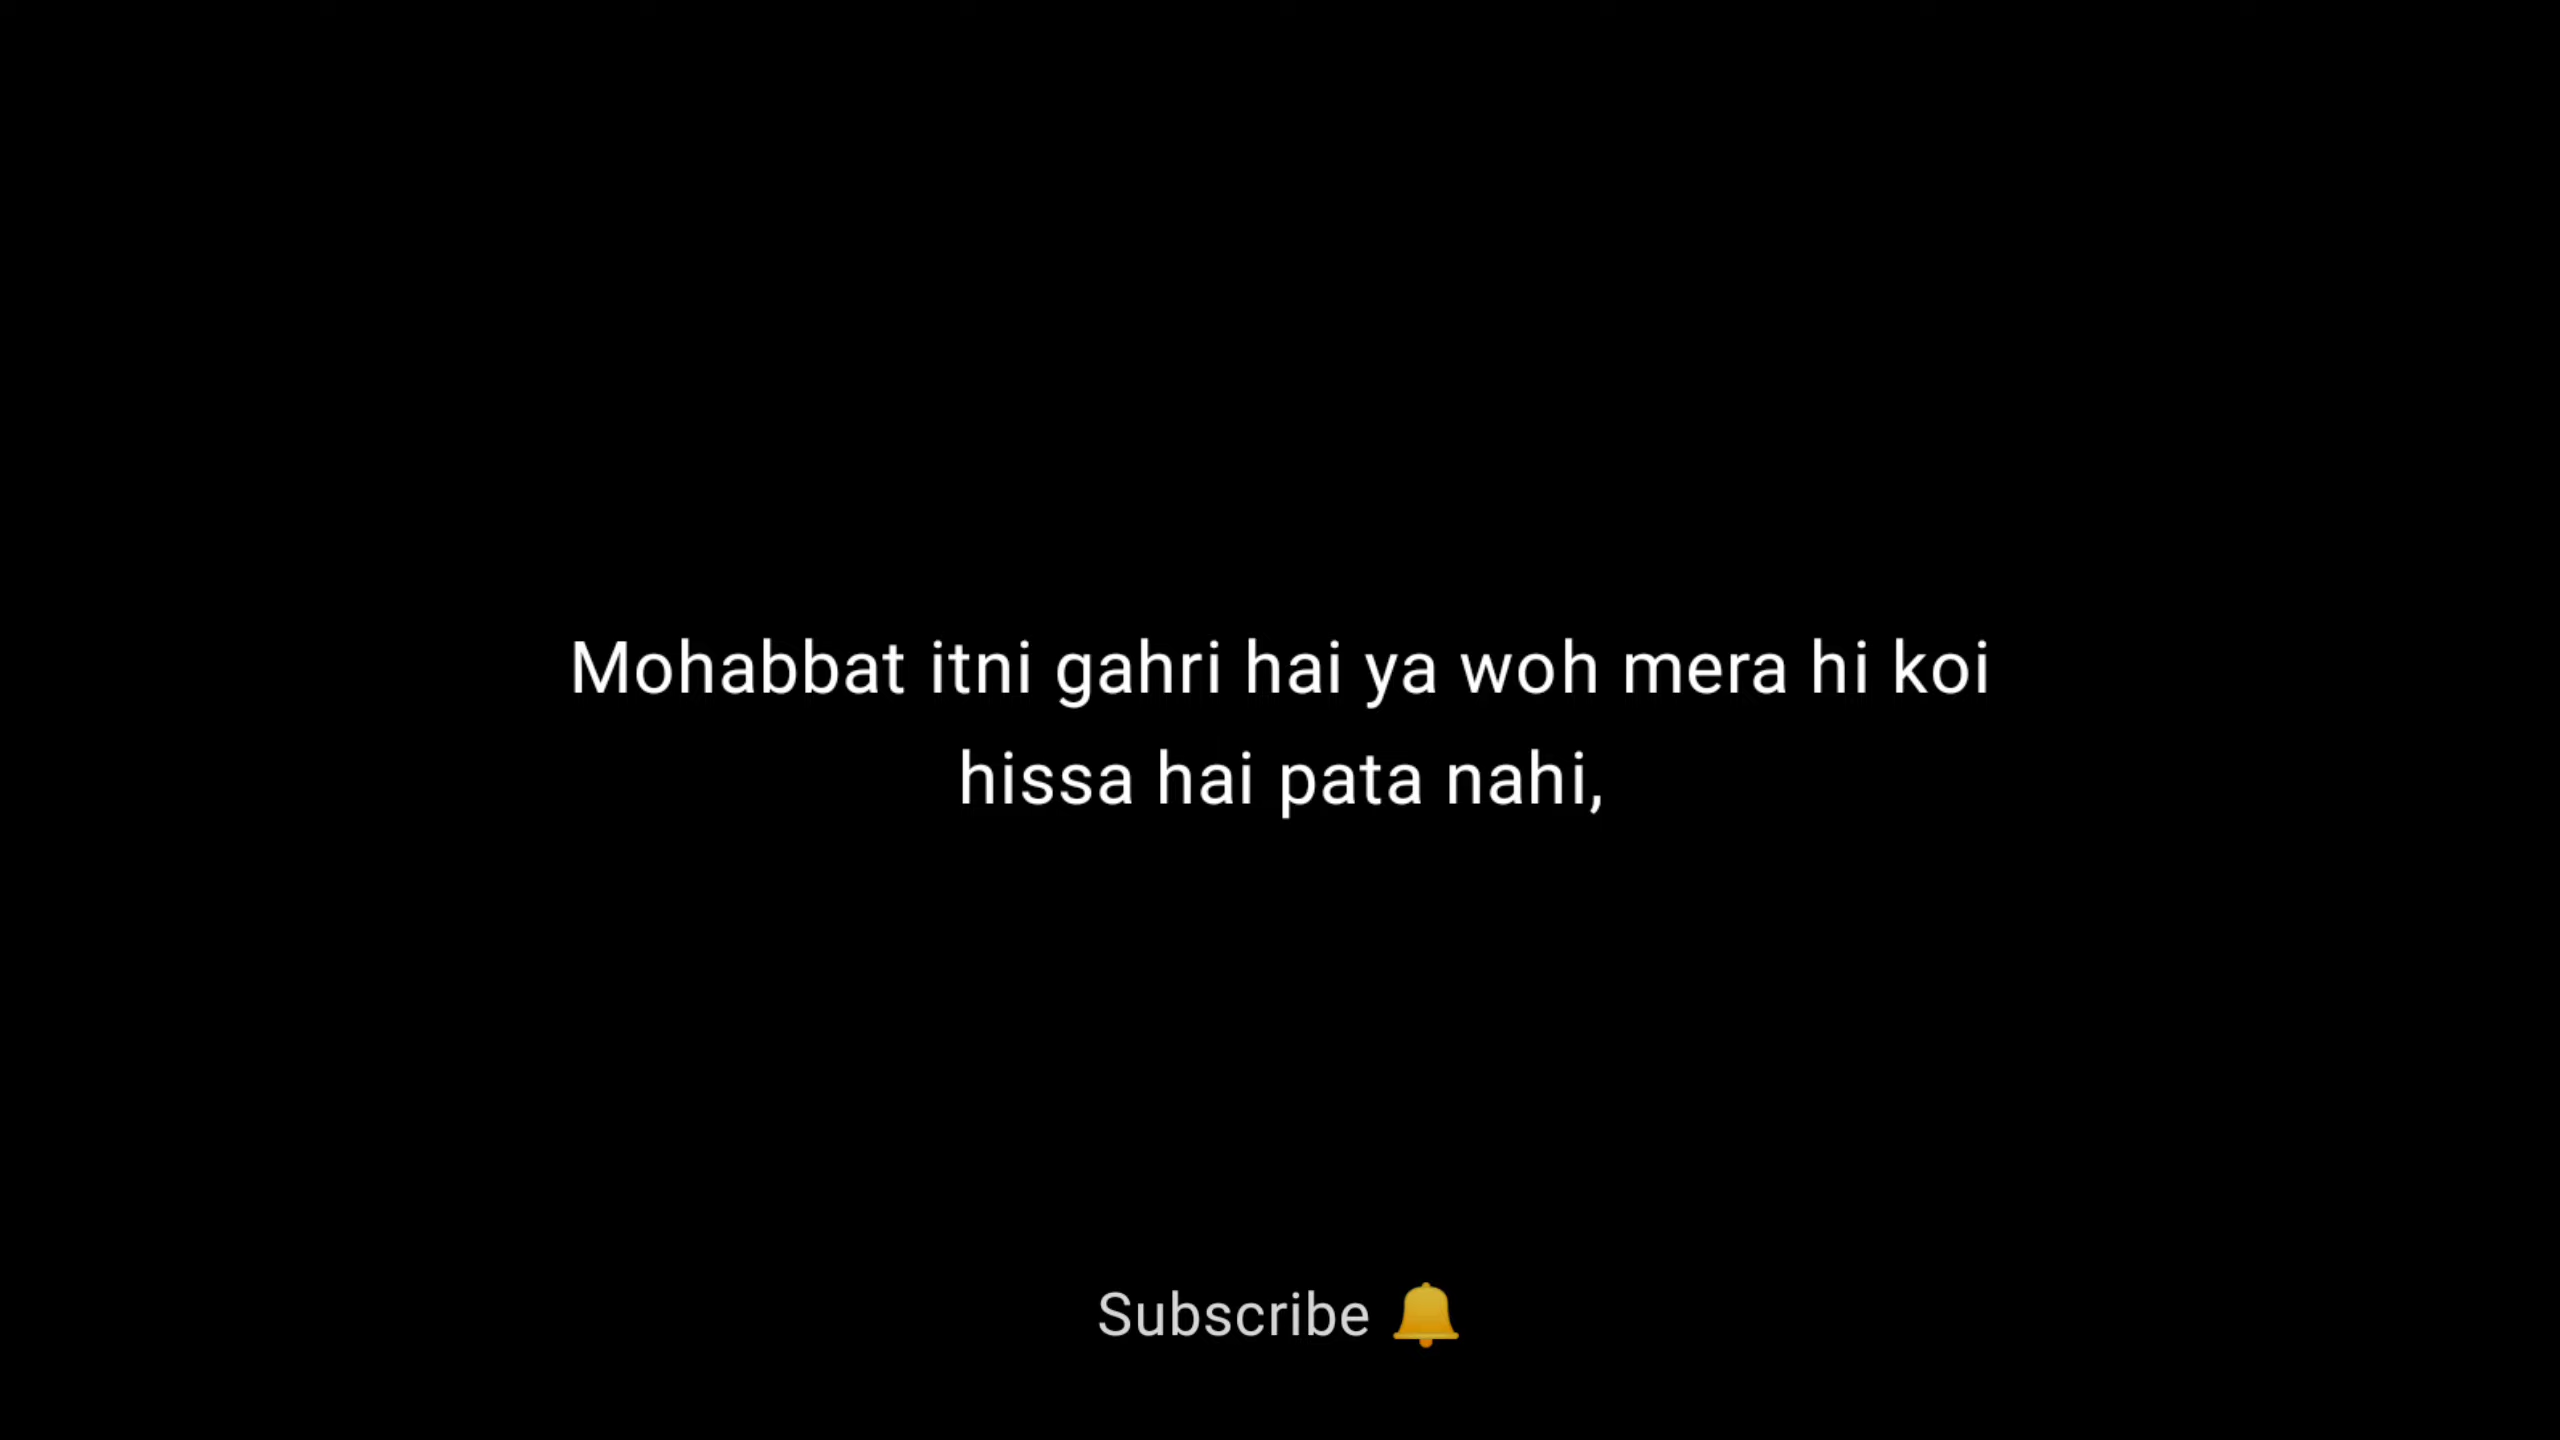 Mohabbat itni gahri hai ya woh mera hi koi
hissa hai pata nahi,
Subscribe 🔔